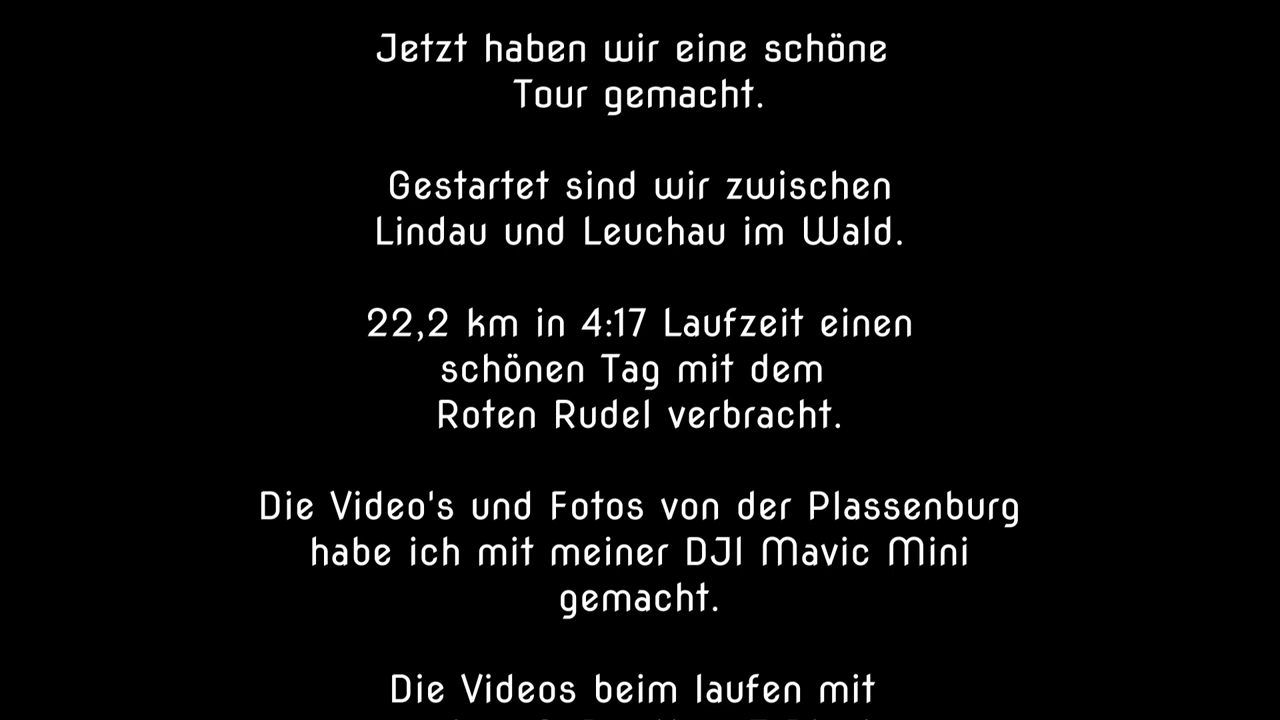 Jetzt haben wir eine schöne
Tour gemacht.
Gestartet sind wir zwischen
Lindau und Leuchau im Wald.
22,2 km in 4:17 Laufzeit einen
schönen Tag mit dem
Roten Rudel verbracht.
Die Video's und Fotos von der Plassenburg
habe ich mit meiner DJI Mavic Mini
gemacht.
Die Videos beim laufen mit